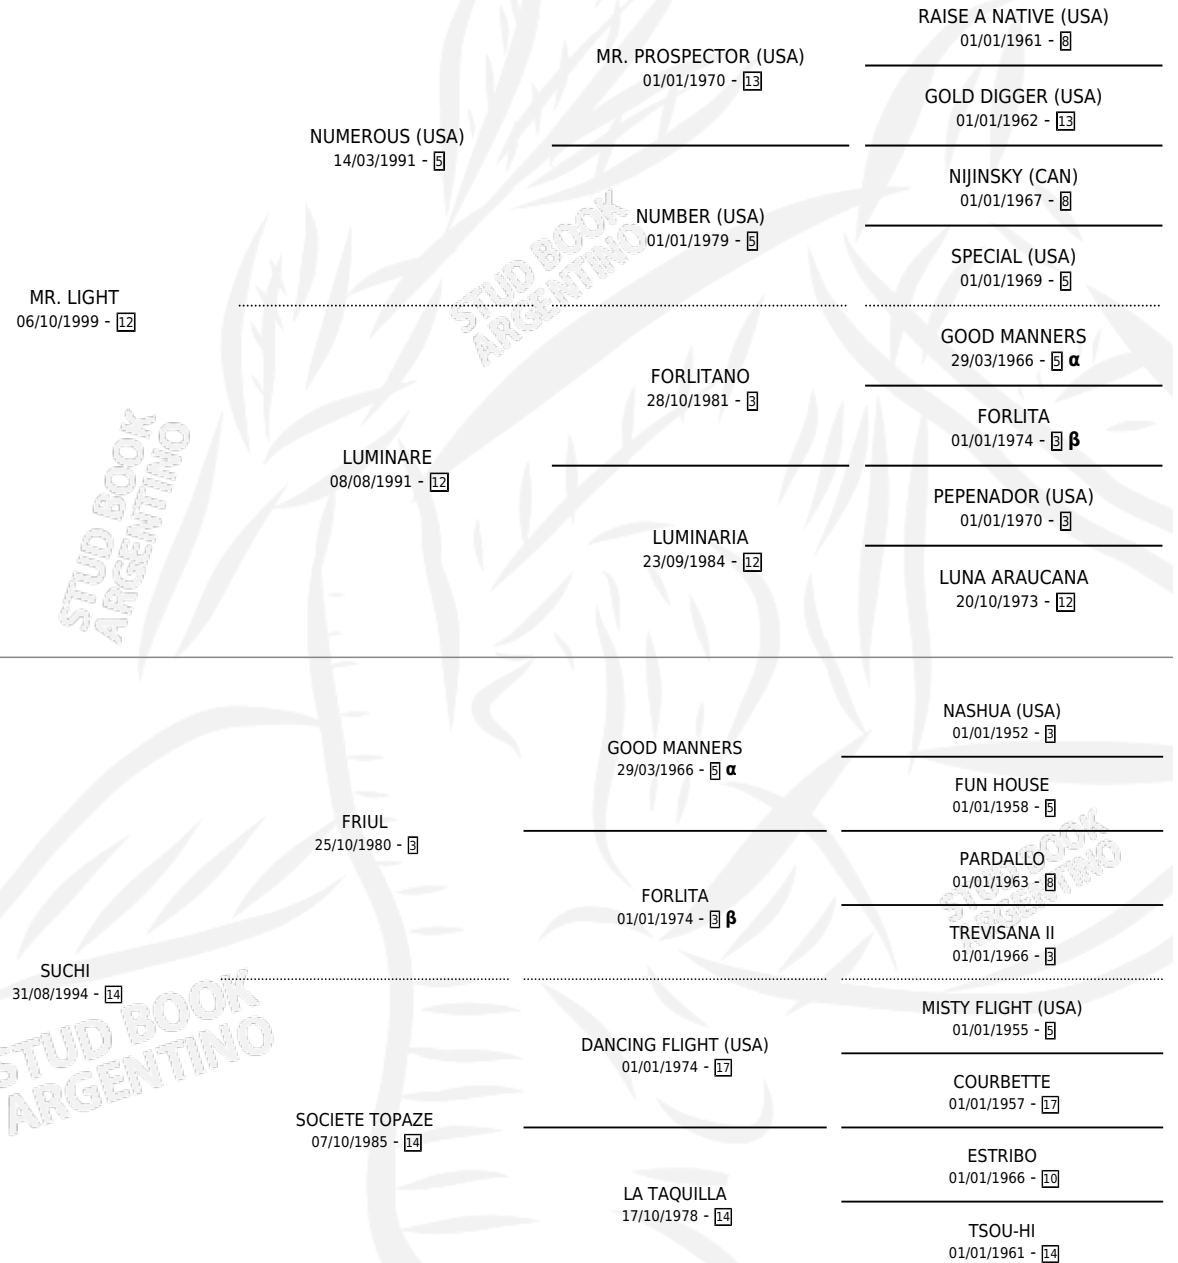 RAISE A NATIVE (USA)
01/01/1961 - 8
MR. PROSPECTOR (USA)
01/01/1970 - 13
GOLD DIGGER (USA)
01/01/1962 - 13
NUMEROUS (USA)
14/03/1991 - 5
NIJINSKY (CAN)
01/01/1967 - 8
NUMBER (USA)
01/01/1979 - 5
SPECIAL (USA)
01/01/1969 - 5
MR. LIGHT
06/10/1999 - 12
GOOD MANNERS
29/03/1966 - 5 α
FORLITANO
28/10/1981 - 3
FORLITA
01/01/1974 - 3 β
LUMINARE
08/08/1991 - 12
PEPENADOR (USA)
01/01/1970 - 3
LUMINARIA
23/09/1984 - 12
LUNA ARAUCANA
20/10/1973 - 12
NASHUA (USA)
01/01/1952 - 3
GOOD MANNERS
29/03/1966 - 5 α
FUN HOUSE
01/01/1958 - 5
FRIUL
25/10/1980 - 3
PARDALLO
01/01/1963 - 8
FORLITA
01/01/1974 - 3 β
TREVISANA II
01/01/1966 - 3
SUCHI
31/08/1994 - 14
MISTY FLIGHT (USA)
01/01/1955 - 5
DANCING FLIGHT (USA)
01/01/1974 - 17
COURBETTE
01/01/1957 - 17
SOCIETE TOPAZE
07/10/1985 - 14
ESTRIBO
01/01/1966 - 10
LA TAQUILLA
17/10/1978 - 14
TSOU-HI
01/01/1961 - 14
STUD BOOK
ARGENTINO
STUD BOOK
ARGENTINO
STUD BOOK
ARGENTINO
STUD BOOK
ARGENTINO